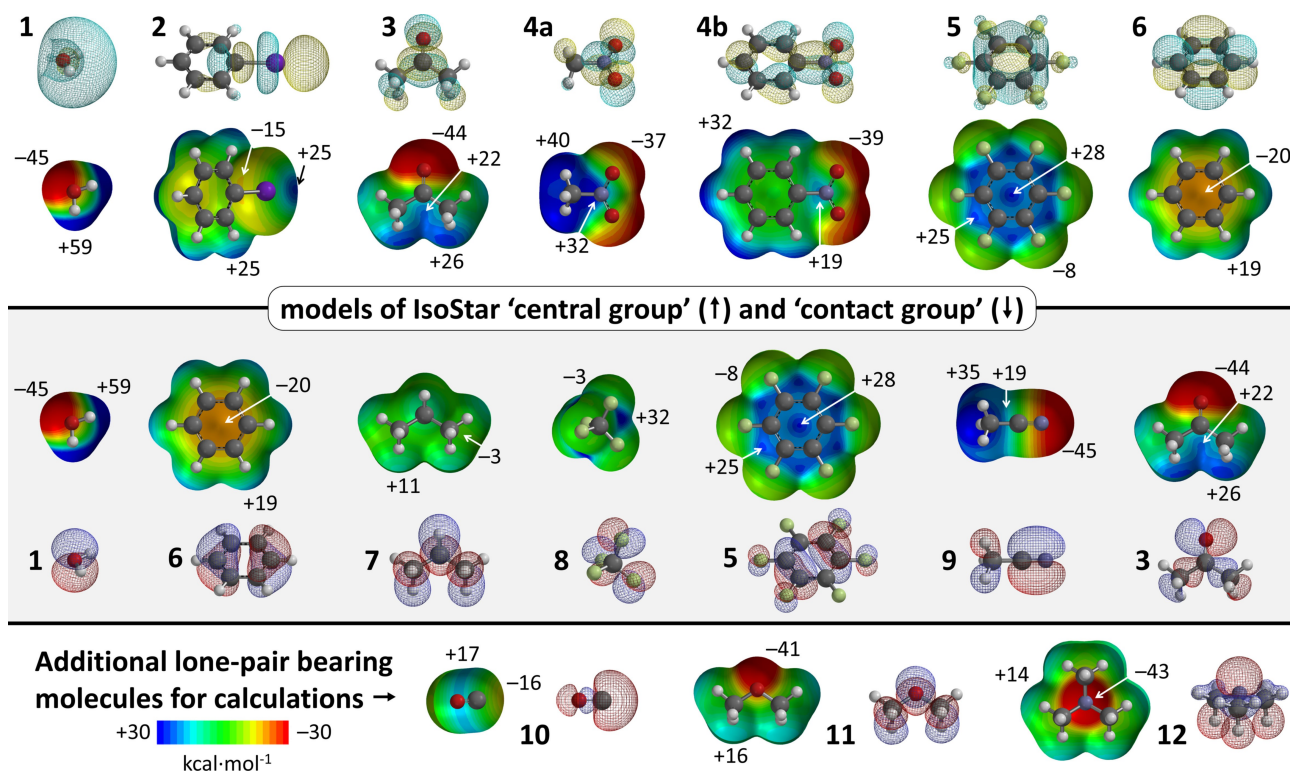 1 2 3 4a 4b 5 6
–45 –15 +25 –44 +22 +40 –37 +32 –39 +28 –20
+59 +25 +26 +32 +19 +25 –8 +19
models of IsoStar ‘central group’ (↑) and ‘contact group’ (↓)
–45 +59 –20 –3 –3 +32 –8 +28 +35 +19 –44 +22
+19 +11 +25 –45 +26
1 6 7 8 5 9 3
Additional lone-pair bearing
molecules for calculations →
+17 –16 –41 +14 –43
+16
10 11 12
+30 –30
kcal·mol⁻¹